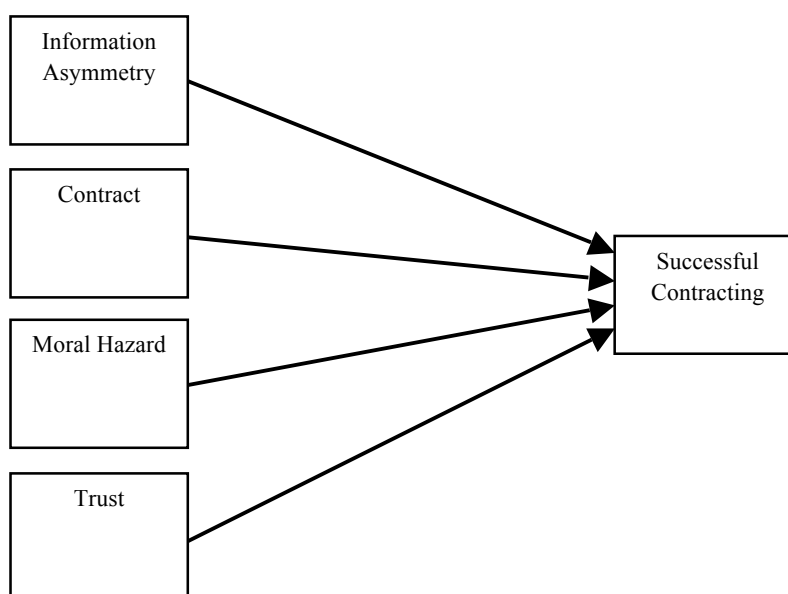 Information
Asymmetry
Contract
Moral Hazard
Trust
Successful
Contracting